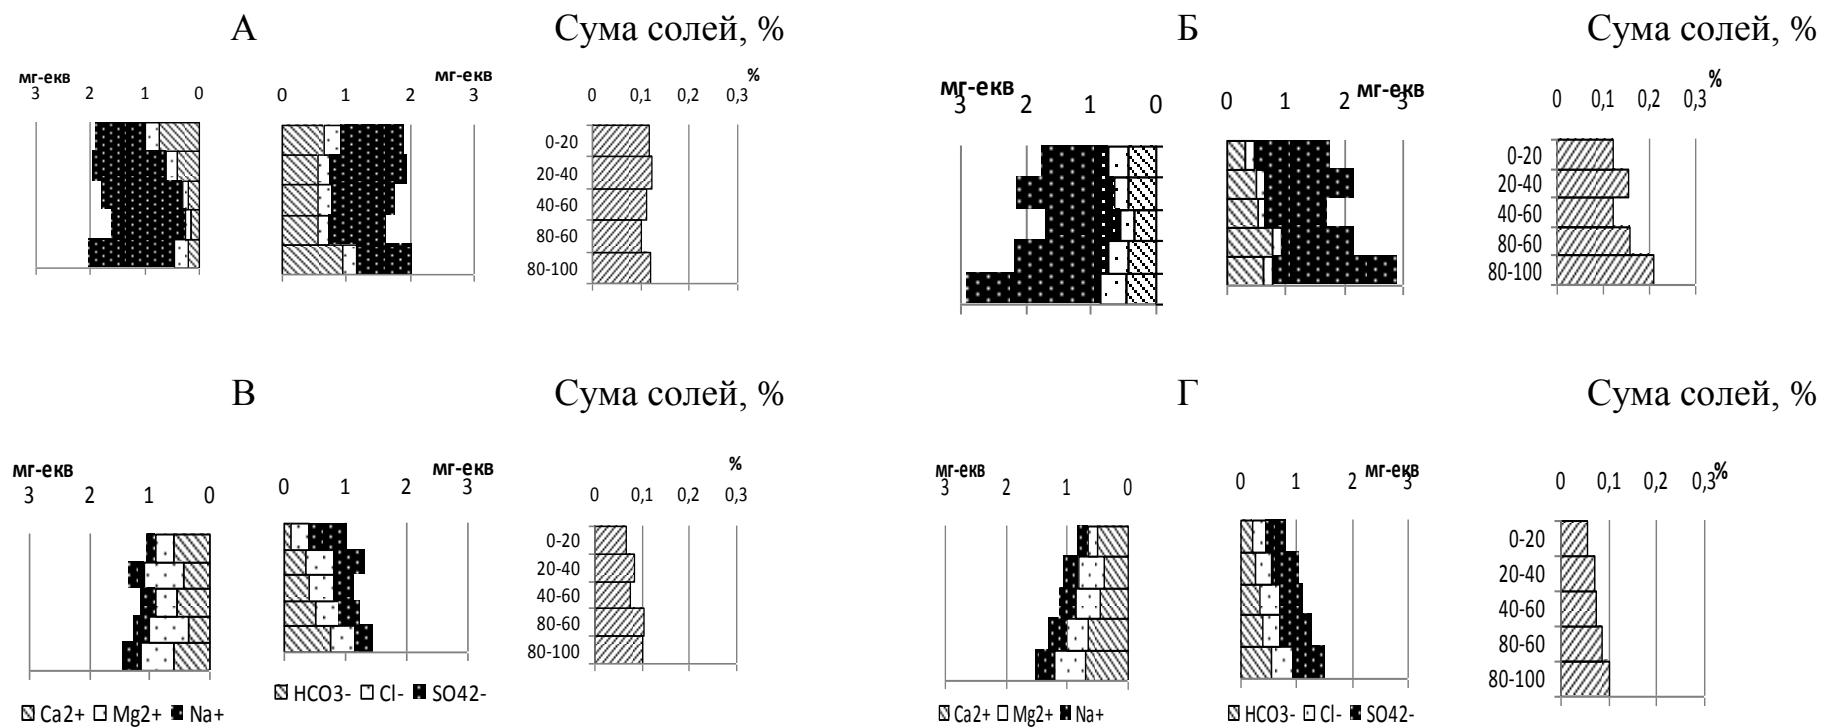 А
Сума солей, %
мг-екв
3 2 1 0
мг-екв
0 1 2 3
%
0 0,1 0,2 0,3
0-20
20-40
40-60
80-60
80-100
Б
Сума солей, %
мг-екв
3 2 1 0
мг-екв
0 1 2 3
%
0 0,1 0,2 0,3
0-20
20-40
40-60
80-60
80-100
В
Сума солей, %
мг-екв
3 2 1 0
мг-екв
0 1 2 3
%
0 0,1 0,2 0,3
0-20
20-40
40-60
80-60
80-100
Ca2+ Mg2+ Na+
HCO3- Cl- SO42-
Г
Сума солей, %
мг-екв
3 2 1 0
мг-екв
0 1 2 3
%
0 0,1 0,2 0,3
0-20
20-40
40-60
80-60
80-100
Ca2+ Mg2+ Na+
HCO3- Cl- SO42-